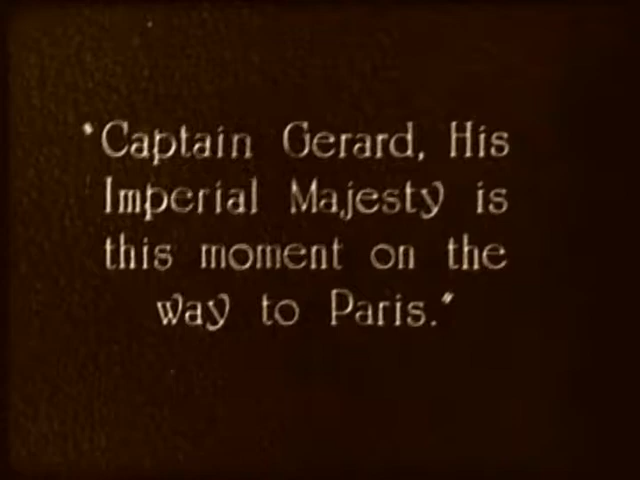 "Captain Gerard, His
Imperial Majesty is
this moment on the
way to Paris."